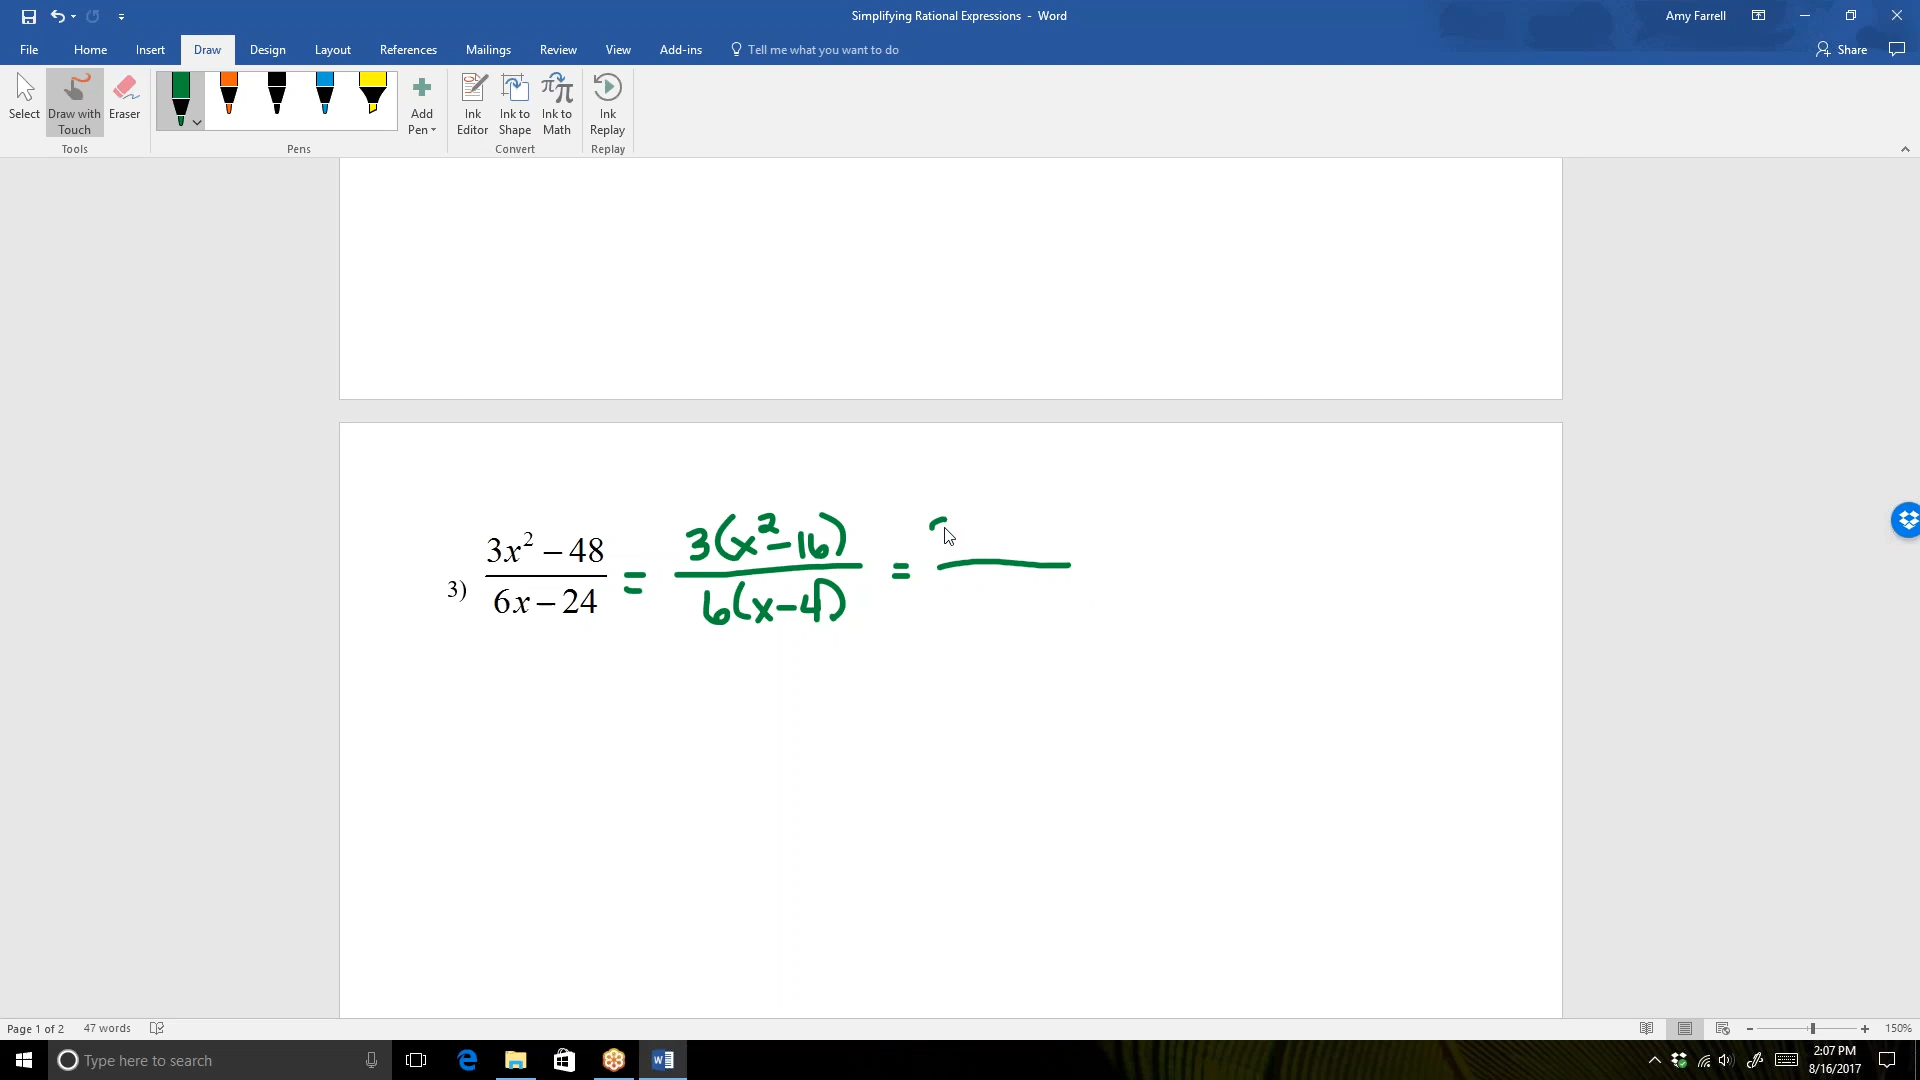 Simplifying Rational Expressions - Word
Amy Farrell
File Home Insert Draw Design Layout References Mailings Review View Add-ins Tell me what you want to do
Share
Select Draw with Touch Eraser
Add Pen
Ink Editor Ink to Shape Ink to Math
Ink Replay
Tools Pens Convert Replay
3) (3x² − 48)/(6x − 24) = 3(x²−16)/6(x−4) =
Page 1 of 2 47 words
150%
Type here to search
2:07 PM
8/16/2017